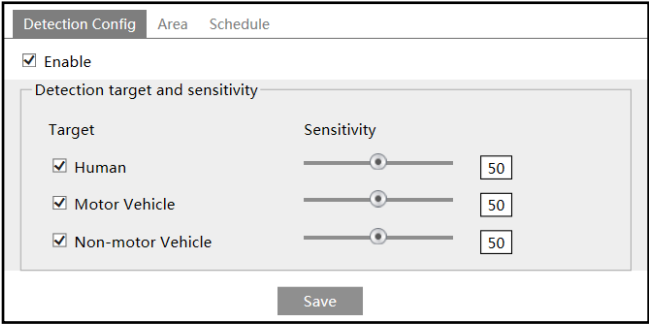 Detection Config Area Schedule
Enable
Detection target and sensitivity
Target Sensitivity
Human 50
Motor Vehicle 50
Non-motor Vehicle 50
Save